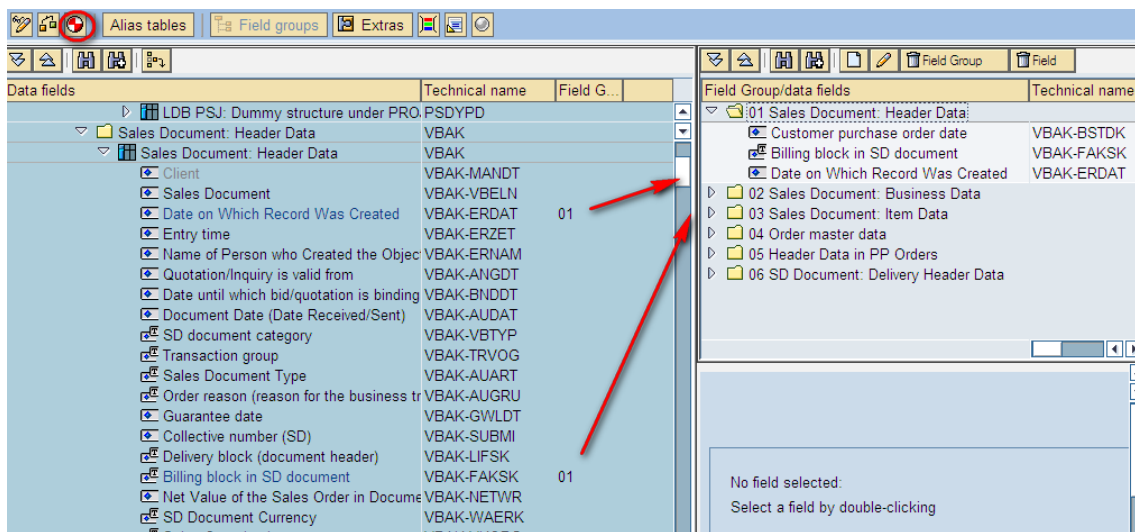 Alias tables Field groups Extras
Field Group Field
Data fields Technical name Field G...
Field Group/data fields Technical name
LDB PSJ: Dummy structure under PRO. PSDYPD
Sales Document: Header Data VBAK
Sales Document: Header Data VBAK
Client VBAK-MANDT
Sales Document VBAK-VBELN
Date on Which Record Was Created VBAK-ERDAT 01
Entry time VBAK-ERZET
Name of Person who Created the Objec VBAK-ERNAM
Quotation/Inquiry is valid from VBAK-ANGDT
Date until which bid/quotation is binding VBAK-BNDDT
Document Date (Date Received/Sent) VBAK-AUDAT
SD document category VBAK-VBTYP
Transaction group VBAK-TRVOG
Sales Document Type VBAK-AUART
Order reason (reason for the business tr VBAK-AUGRU
Guarantee date VBAK-GWLDT
Collective number (SD) VBAK-SUBMI
Delivery block (document header) VBAK-LIFSK
Billing block in SD document VBAK-FAKSK 01
Net Value of the Sales Order in Docume VBAK-NETWR
SD Document Currency VBAK-WAERK
01 Sales Document: Header Data
Customer purchase order date VBAK-BSTDK
Billing block in SD document VBAK-FAKSK
Date on Which Record Was Created VBAK-ERDAT
02 Sales Document: Business Data
03 Sales Document: Item Data
04 Order master data
05 Header Data in PP Orders
06 SD Document: Delivery Header Data
No field selected:
Select a field by double-clicking